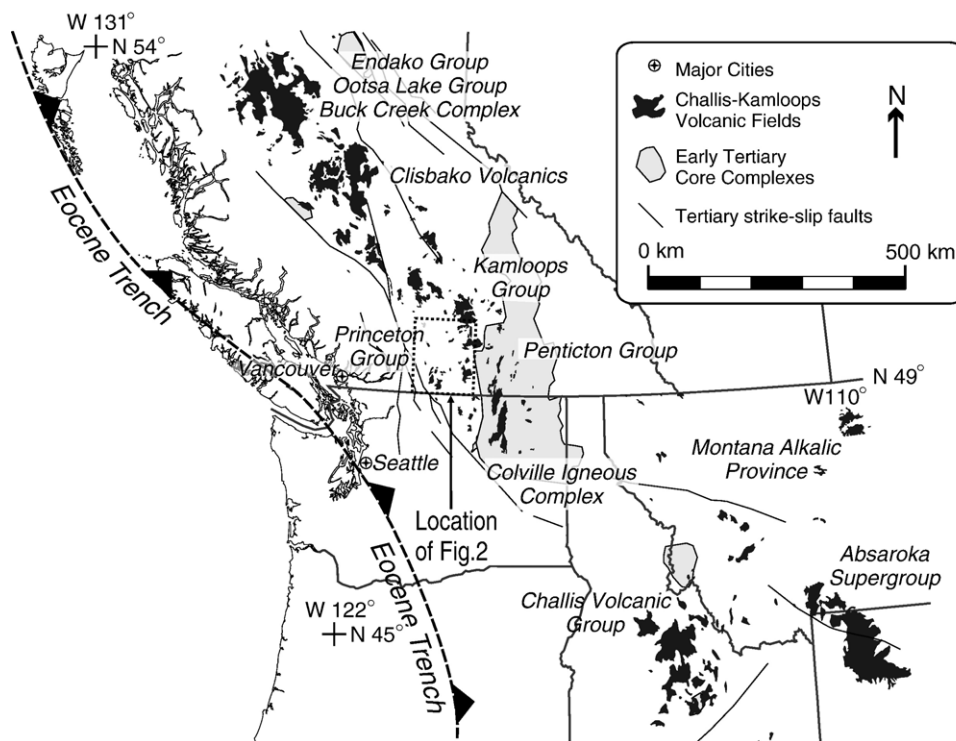 W 131°
N 54°
Endako Group
Ootsa Lake Group
Buck Creek Complex
Clisbako Volcanics
Eocene Trench
Kamloops
Group
Princeton
Group
Vancouver
Penticton Group
N 49°
W110°
Montana Alkalic
Province
Seattle
Colville Igneous
Complex
Location
of Fig.2
Absaroka
Supergroup
Eocene Trench
Challis Volcanic
Group
W 122°
N 45°
Major Cities
Challis-Kamloops
Volcanic Fields
Early Tertiary
Core Complexes
Tertiary strike-slip faults
N
0 km
500 km